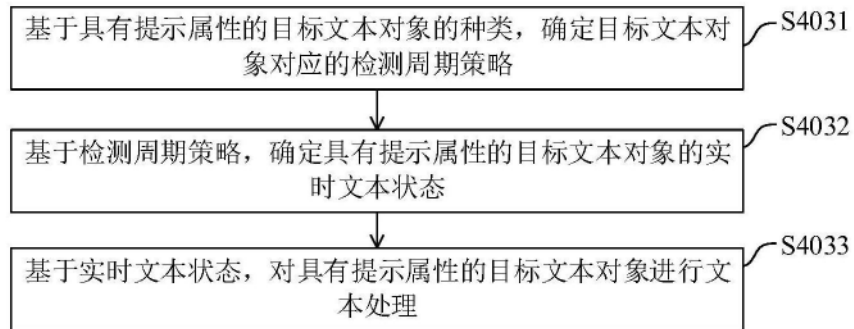 基于具有提示属性的目标文本对象的种类，确定目标文本对
象对应的检测周期策略
S4031
基于检测周期策略，确定具有提示属性的目标文本对象的实
时文本状态
S4032
基于实时文本状态，对具有提示属性的目标文本对象进行文
本处理
S4033